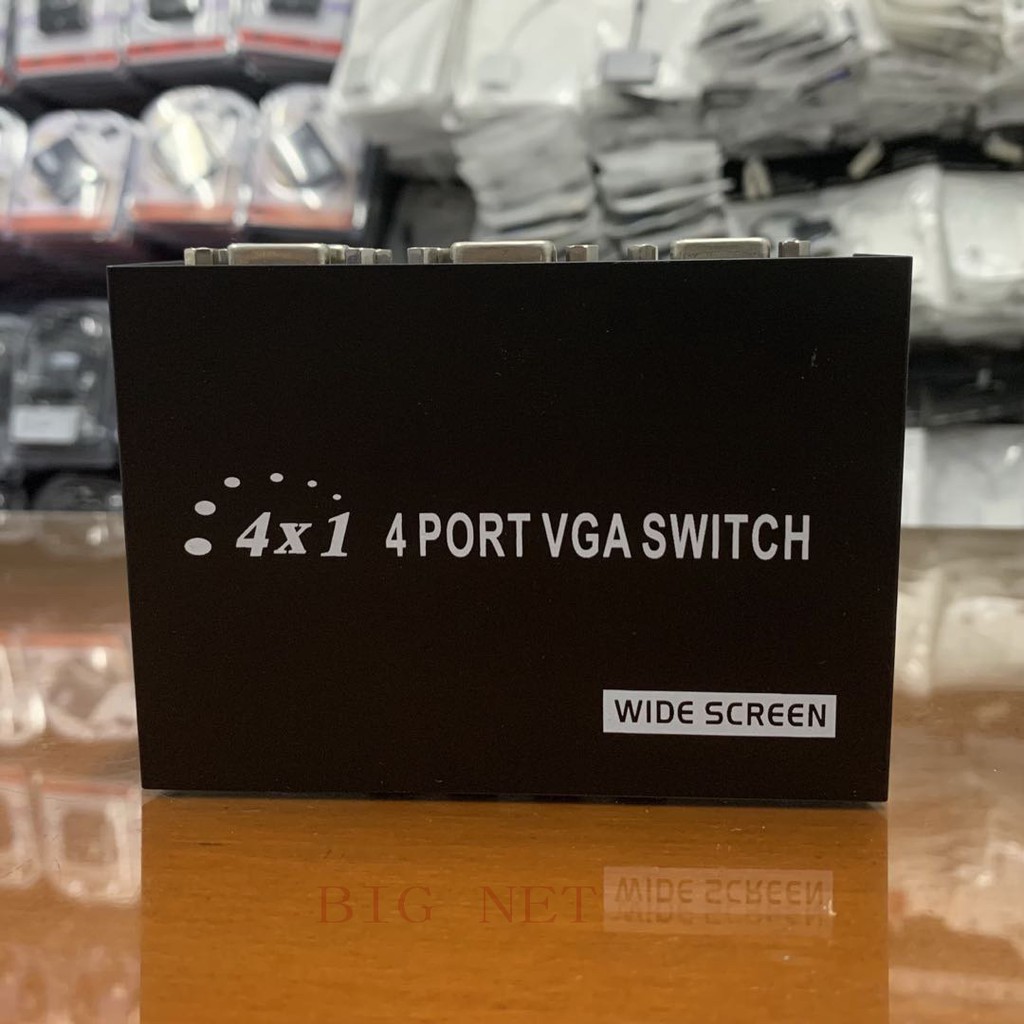 4x1 4 PORT VGA SWITCH
WIDE SCREEN
BIG NET